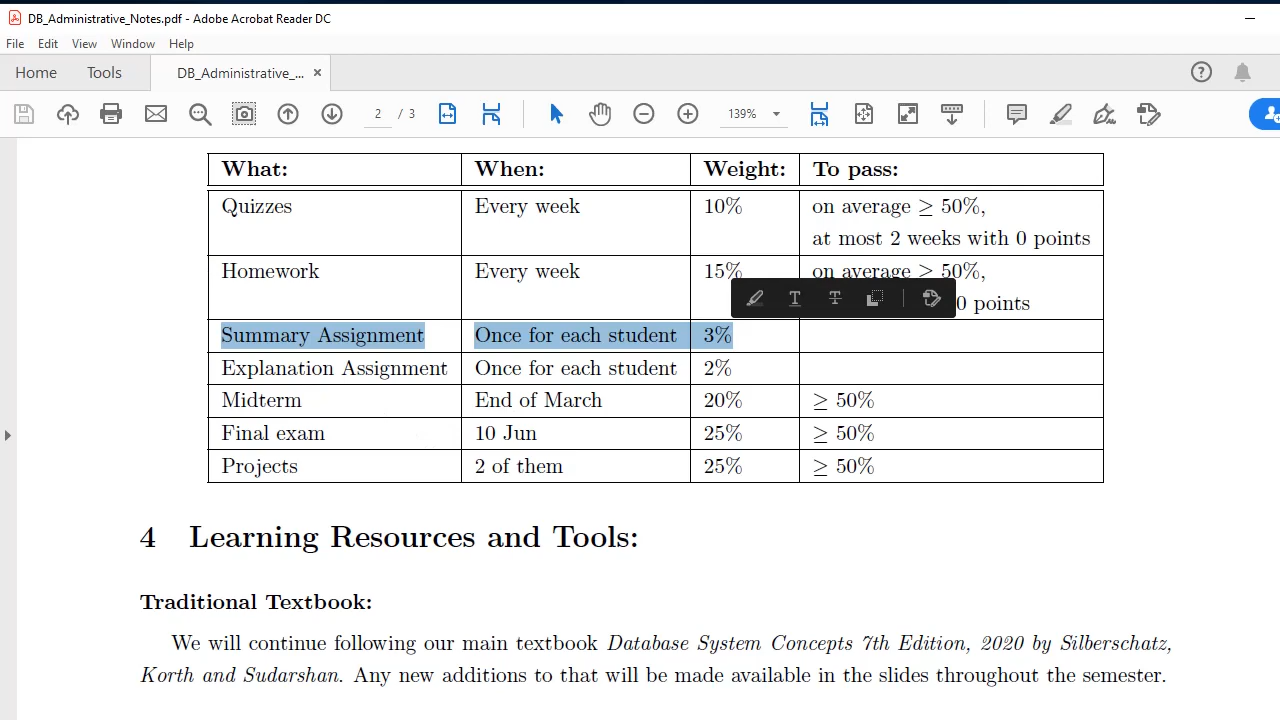 DB_Administrative_Notes.pdf - Adobe Acrobat Reader DC
File Edit View Window Help
Home Tools DB_Administrative_... ×
2 / 3 139%
What: When: Weight: To pass:
Quizzes Every week 10% on average ≥ 50%,
at most 2 weeks with 0 points
Homework Every week 15% on average ≥ 50%,
0 points
Summary Assignment Once for each student 3%
Explanation Assignment Once for each student 2%
Midterm End of March 20% ≥ 50%
Final exam 10 Jun 25% ≥ 50%
Projects 2 of them 25% ≥ 50%
4 Learning Resources and Tools:
Traditional Textbook:
We will continue following our main textbook Database System Concepts 7th Edition, 2020 by Silberschatz,
Korth and Sudarshan. Any new additions to that will be made available in the slides throughout the semester.